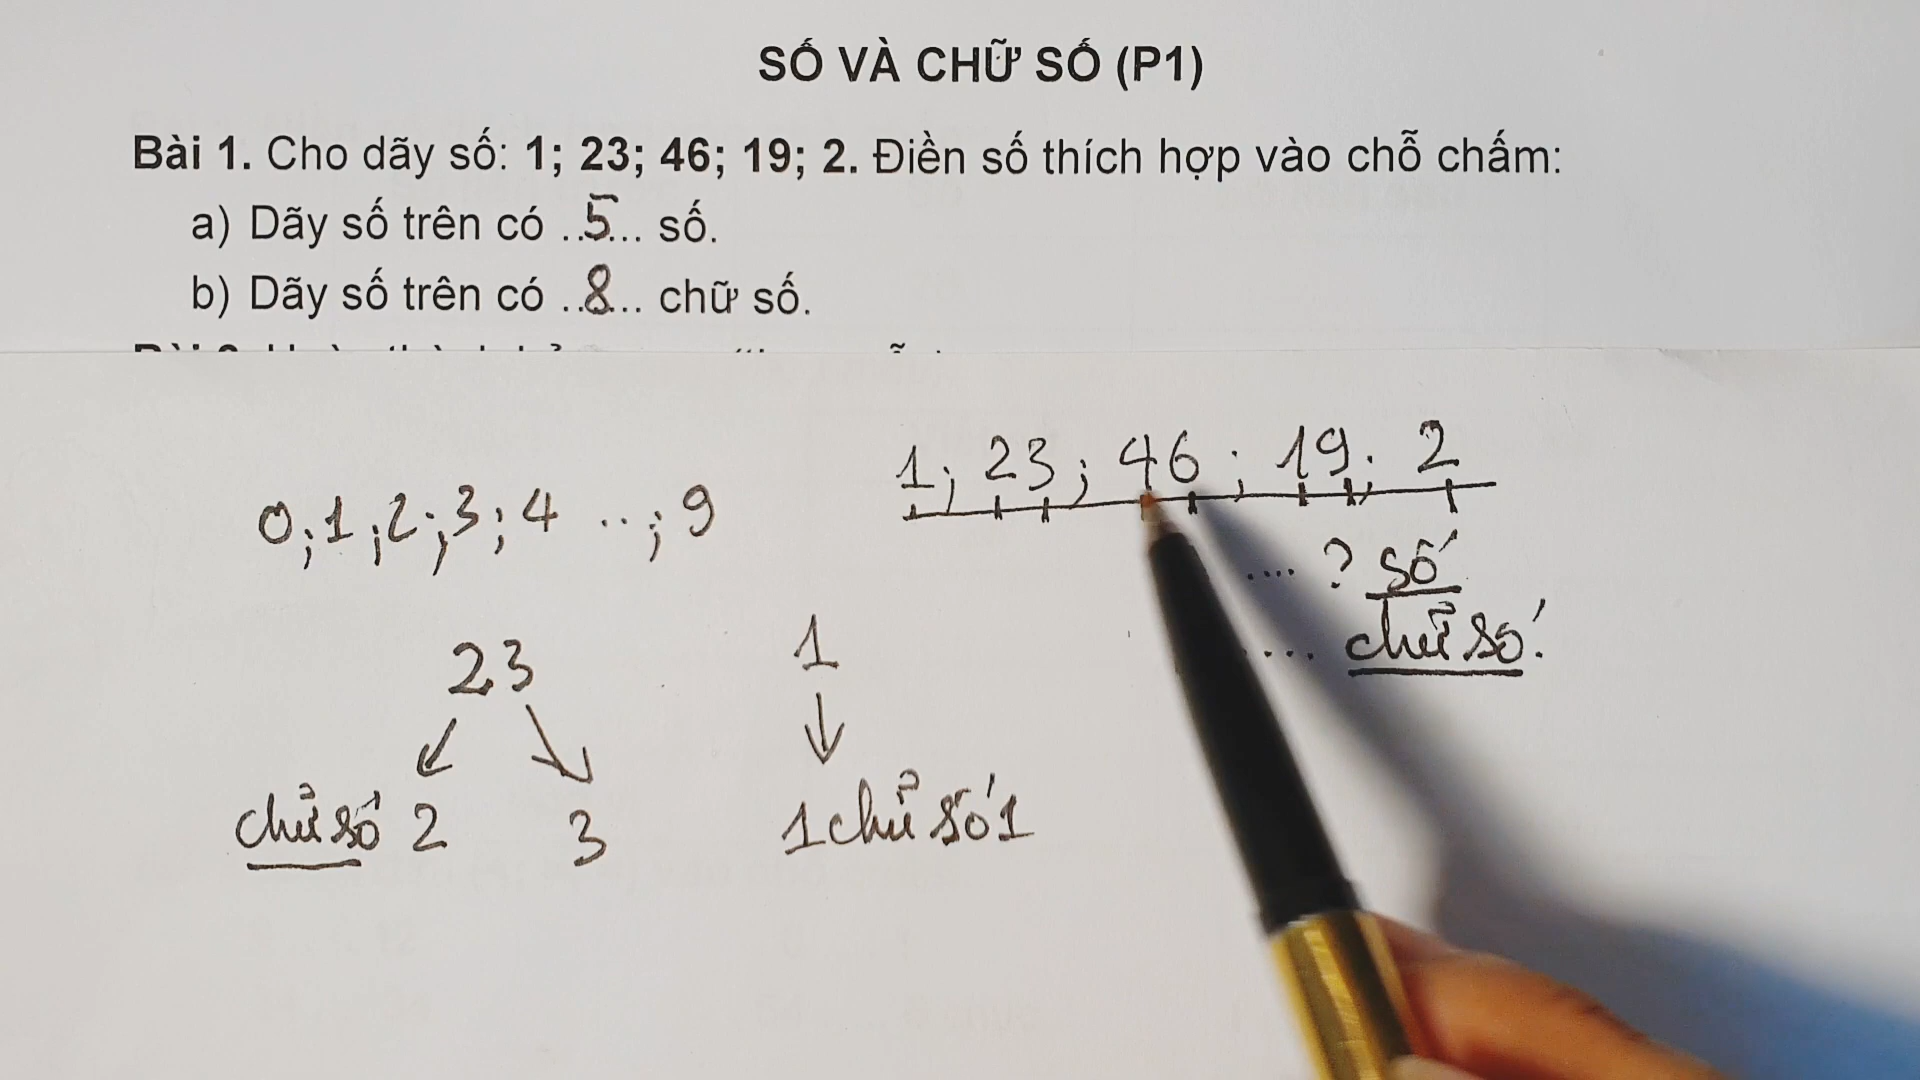 SỐ VÀ CHỮ SỐ (P1)
Bài 1. Cho dãy số: 1; 23; 46; 19; 2. Điền số thích hợp vào chỗ chấm:
a) Dãy số trên có ..5... số.
b) Dãy số trên có ..8... chữ số.
1; 23; 46; 19; 2
0;1;2;3;4 ..;9
.... ? số
.... chữ số.
23
1
chữ số 2 3
1 chữ số 1